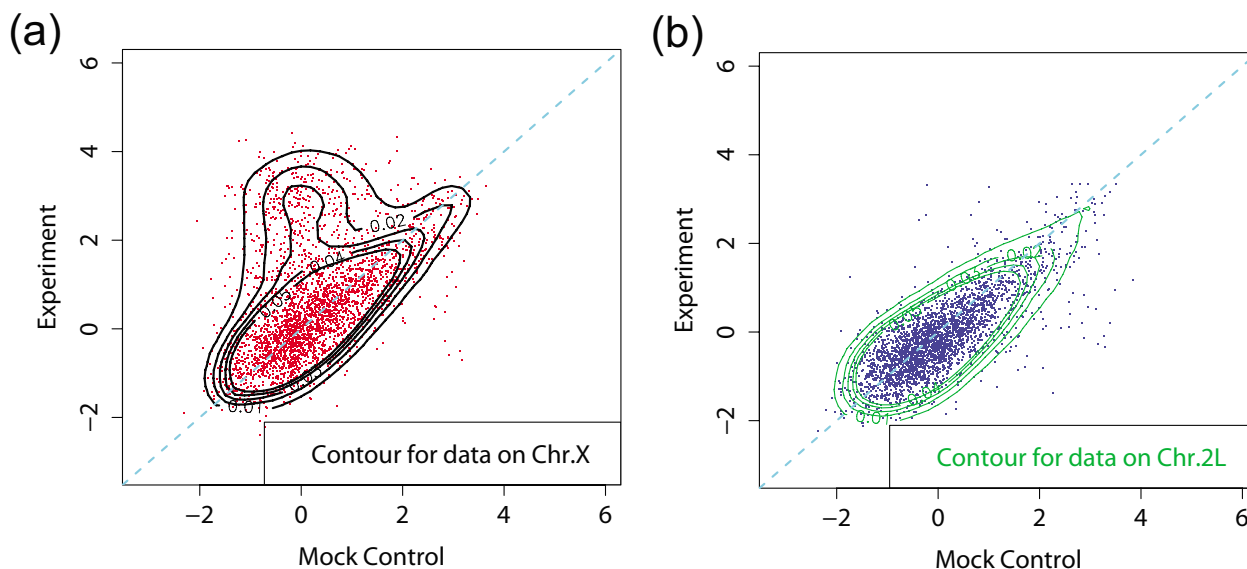 (a)
6
4
2
0
−2
Experiment
0.02
0.04
0.01
Contour for data on Chr.X
−2 0 2 4 6
Mock Control
(b)
6
4
2
0
−2
Experiment
Contour for data on Chr.2L
−2 0 2 4 6
Mock Control